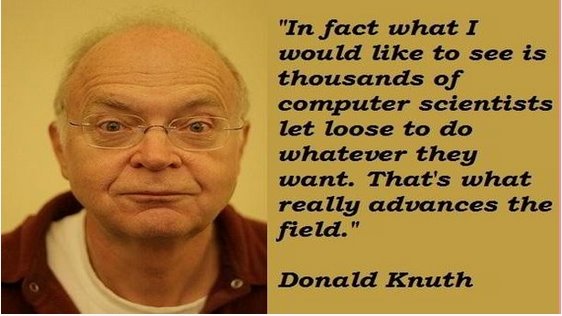 "In fact what I
would like to see is
thousands of
computer scientists
let loose to do
whatever they
want. That's what
really advances the
field."
Donald Knuth